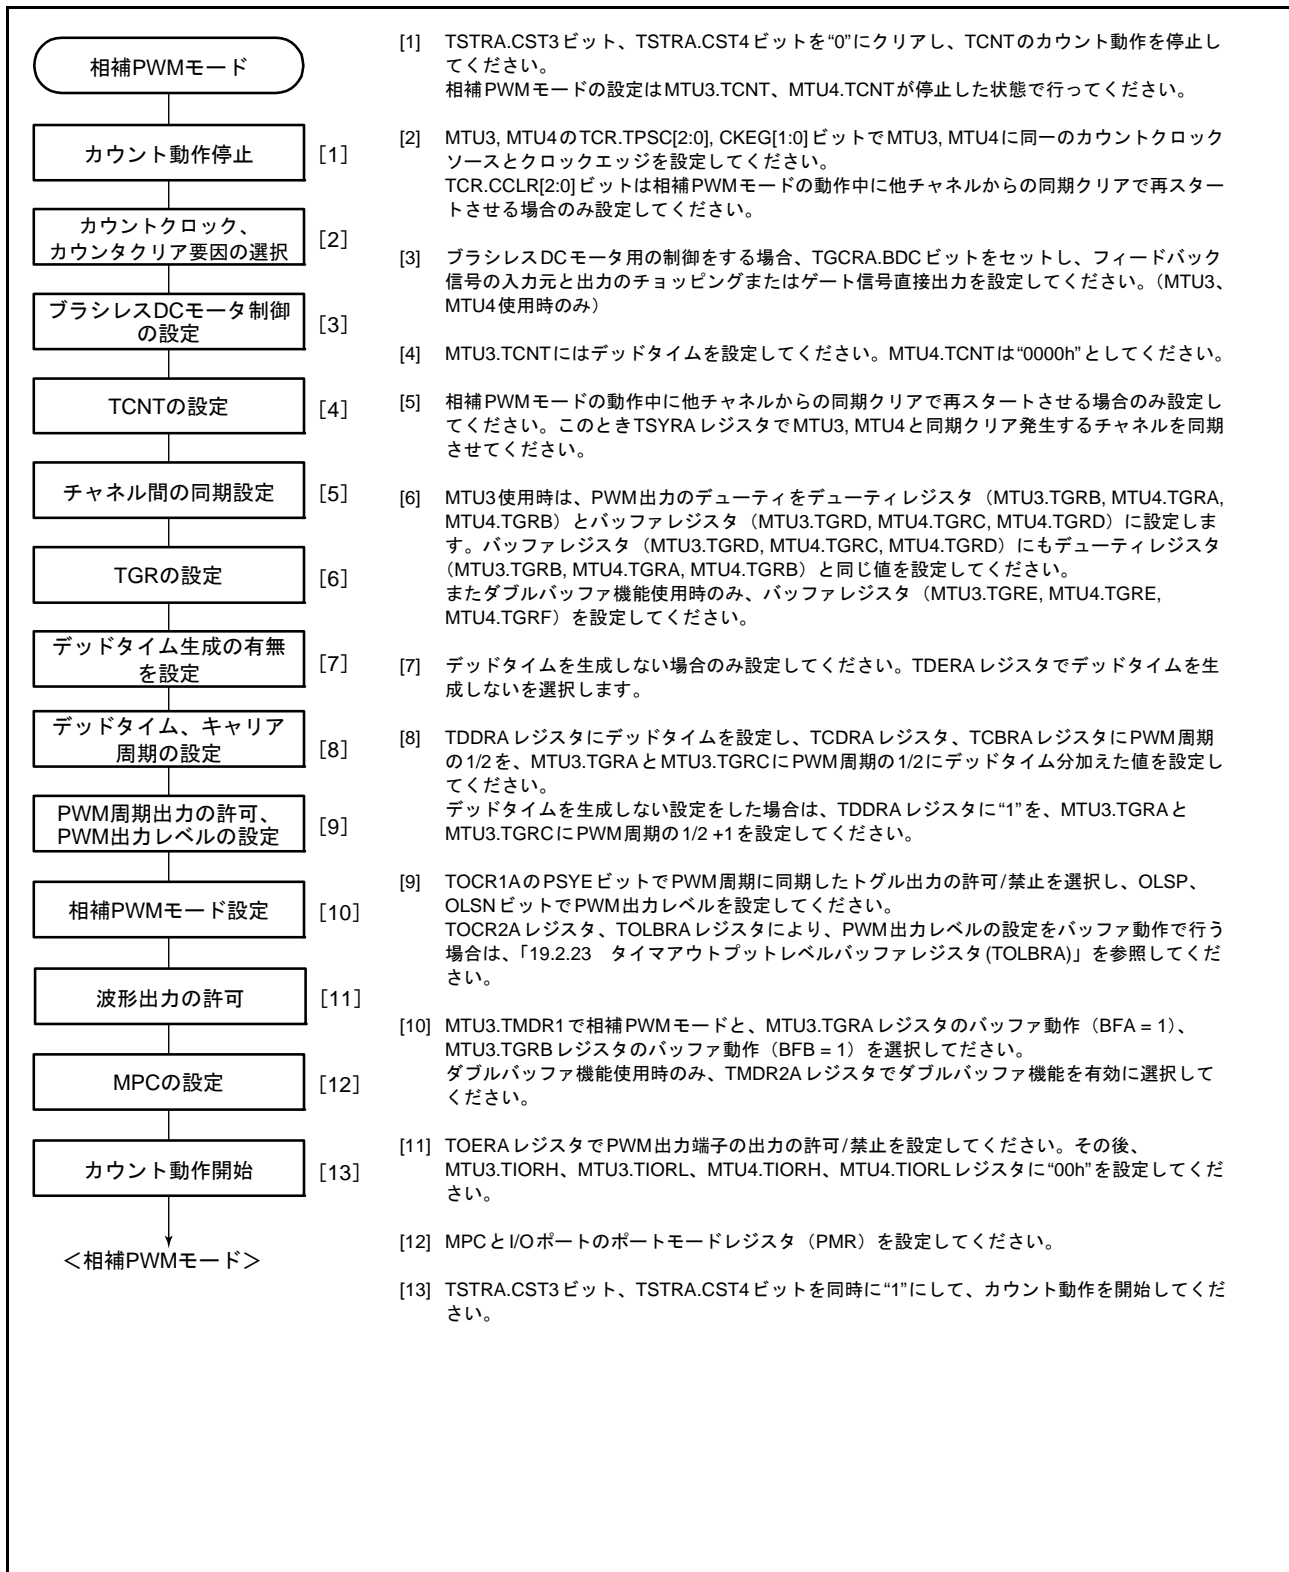 相補PWMモード
カウント動作停止
[1]
カウントクロック、
カウンタクリア要因の選択
[2]
ブラシレスDCモータ制御
の設定
[3]
TCNTの設定
[4]
チャネル間の同期設定
[5]
TGRの設定
[6]
デッドタイム生成の有無
を設定
[7]
デッドタイム、キャリア
周期の設定
[8]
PWM周期出力の許可、
PWM出力レベルの設定
[9]
相補PWMモード設定
[10]
波形出力の許可
[11]
MPCの設定
[12]
カウント動作開始
[13]
＜相補PWMモード＞
[1] TSTRA.CST3ビット、TSTRA.CST4ビットを“0”にクリアし、TCNTのカウント動作を停止し
てください。
相補PWMモードの設定はMTU3.TCNT、MTU4.TCNTが停止した状態で行ってください。
[2] MTU3, MTU4のTCR.TPSC[2:0], CKEG[1:0]ビットでMTU3, MTU4に同一のカウントクロック
ソースとクロックエッジを設定してください。
TCR.CCLR[2:0]ビットは相補PWMモードの動作中に他チャネルからの同期クリアで再スター
トさせる場合のみ設定してください。
[3] ブラシレスDCモータ用の制御をする場合、TGCRA.BDCビットをセットし、フィードバック
信号の入力元と出力のチョッピングまたはゲート信号直接出力を設定してください。（MTU3、
MTU4使用時のみ）
[4] MTU3.TCNTにはデッドタイムを設定してください。MTU4.TCNTは“0000h”としてください。
[5] 相補PWMモードの動作中に他チャネルからの同期クリアで再スタートさせる場合のみ設定し
てください。このときTSYRAレジスタでMTU3, MTU4と同期クリア発生するチャネルを同期
させてください。
[6] MTU3使用時は、PWM出力のデューティをデューティレジスタ（MTU3.TGRB, MTU4.TGRA,
MTU4.TGRB）とバッファレジスタ（MTU3.TGRD, MTU4.TGRC, MTU4.TGRD）に設定しま
す。バッファレジスタ（MTU3.TGRD, MTU4.TGRC, MTU4.TGRD）にもデューティレジスタ
（MTU3.TGRB, MTU4.TGRA, MTU4.TGRB）と同じ値を設定してください。
またダブルバッファ機能使用時のみ、バッファレジスタ（MTU3.TGRE, MTU4.TGRE,
MTU4.TGRF）を設定してください。
[7] デッドタイムを生成しない場合のみ設定してください。TDERAレジスタでデッドタイムを生
成しないを選択します。
[8] TDDRAレジスタにデッドタイムを設定し、TCDRAレジスタ、TCBRAレジスタにPWM周期
の1/2を、MTU3.TGRAとMTU3.TGRCにPWM周期の1/2にデッドタイム分加えた値を設定し
てください。
デッドタイムを生成しない設定をした場合は、TDDRAレジスタに“1”を、MTU3.TGRAと
MTU3.TGRCにPWM周期の1/2 +1を設定してください。
[9] TOCR1AのPSYEビットでPWM周期に同期したトグル出力の許可/禁止を選択し、OLSP、
OLSNビットでPWM出力レベルを設定してください。
TOCR2Aレジスタ、TOLBRAレジスタにより、PWM出力レベルの設定をバッファ動作で行う
場合は、「19.2.23 タイマアウトプットレベルバッファレジスタ(TOLBRA)」を参照してくだ
さい。
[10] MTU3.TMDR1で相補PWMモードと、MTU3.TGRAレジスタのバッファ動作（BFA = 1）、
MTU3.TGRBレジスタのバッファ動作（BFB = 1）を選択してださい。
ダブルバッファ機能使用時のみ、TMDR2Aレジスタでダブルバッファ機能を有効に選択して
ください。
[11] TOERAレジスタでPWM出力端子の出力の許可/禁止を設定してください。その後、
MTU3.TIORH、MTU3.TIORL、MTU4.TIORH、MTU4.TIORLレジスタに“00h”を設定してくだ
さい。
[12] MPCとI/Oポートのポートモードレジスタ（PMR）を設定してください。
[13] TSTRA.CST3ビット、TSTRA.CST4ビットを同時に“1”にして、カウント動作を開始してくだ
さい。